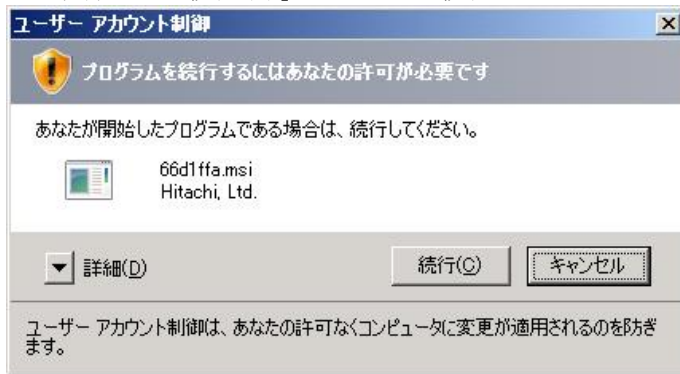 ユーザー アカウント制御
プログラムを続行するにはあなたの許可が必要です
あなたが開始したプログラムである場合は、続行してください。
66d1ffa.msi
Hitachi, Ltd.
詳細(D)
続行(C)
キャンセル
ユーザー アカウント制御は、あなたの許可なくコンピュータに変更が適用されるのを防ぎ
ます。